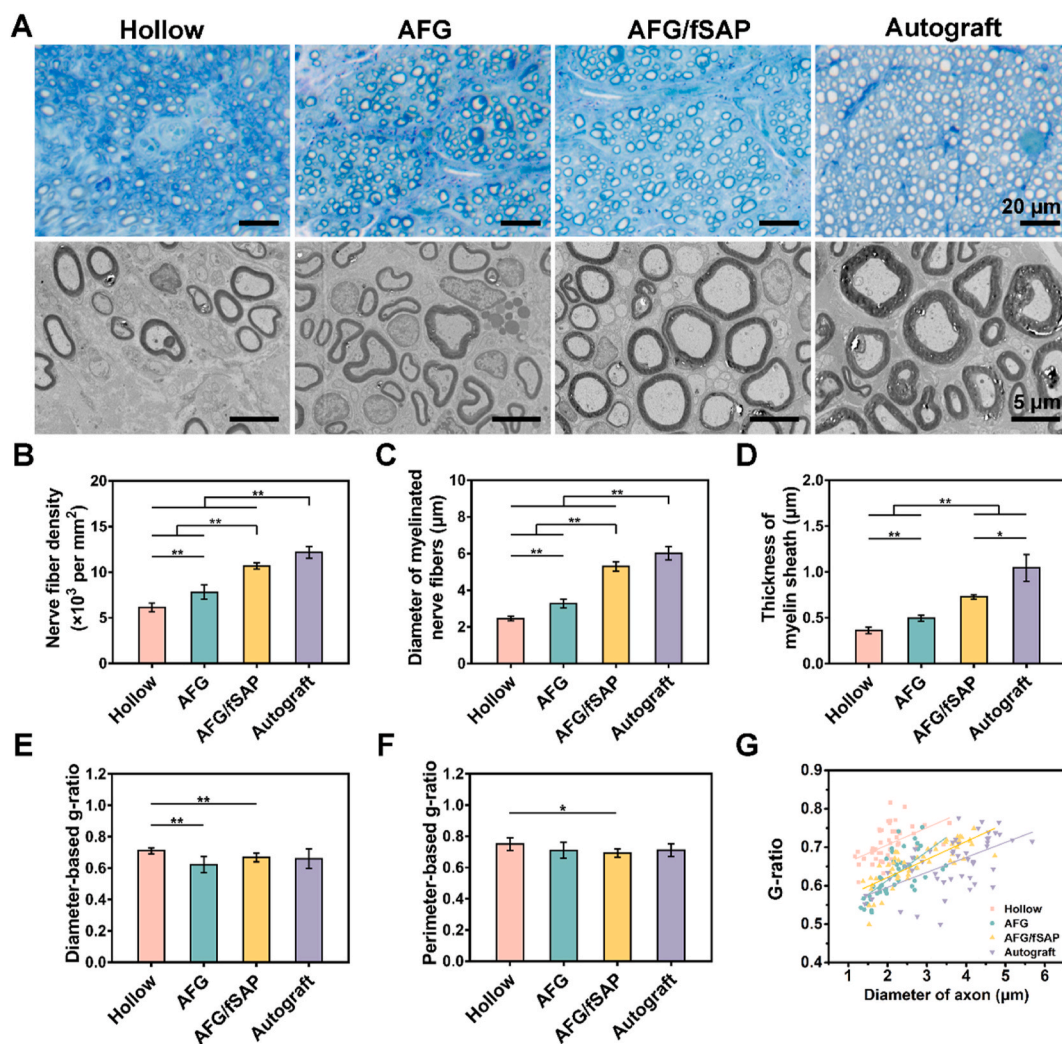 A
Hollow AFG AFG/fSAP Autograft
20 μm
5 μm
B
Nerve fiber density
(×10³ per mm²)
20
15
10
5
0
**
**
**
Hollow
AFG
AFG/fSAP
Autograft
C
Diameter of myelinated
nerve fibers (μm)
10
8
6
4
2
0
**
**
**
Hollow
AFG
AFG/fSAP
Autograft
D
Thickness of
myelin sheath (μm)
2.0
1.5
1.0
0.5
0.0
**
**
*
Hollow
AFG
AFG/fSAP
Autograft
E
Diameter-based g-ratio
1.2
1.0
0.8
0.6
0.4
0.2
0.0
**
**
Hollow
AFG
AFG/fSAP
Autograft
F
Perimeter-based g-ratio
1.2
1.0
0.8
0.6
0.4
0.2
0.0
*
Hollow
AFG
AFG/fSAP
Autograft
G
G-ratio
0.9
0.8
0.7
0.6
0.5
0.4
Hollow
AFG
AFG/fSAP
Autograft
1 2 3 4 5 6
Diameter of axon (μm)